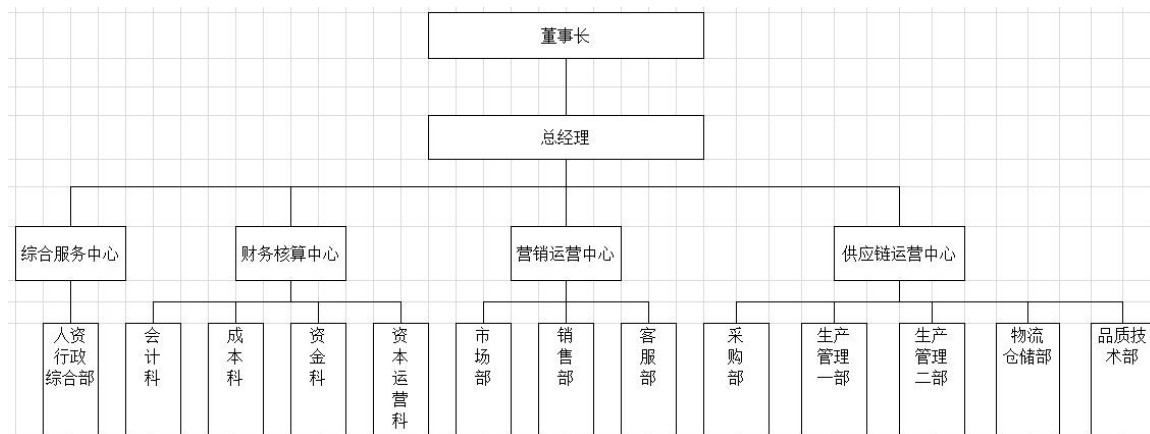 董事长
总经理
综合服务中心
财务核算中心
营销运营中心
供应链运营中心
人资
行政
综合部
会
计
科
成
本
科
资
金
科
资
本
运
营
科
市
场
部
销
售
部
客
服
部
采
购
部
生产
管理
一部
生产
管理
二部
物流
仓储部
品质技
术部